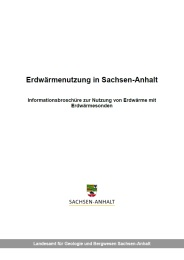 Erdwärmenutzung in Sachsen-Anhalt
Informationsbroschüre zur Nutzung von Erdwärme mit
Erdwärmesonden
SACHSEN-ANHALT
Landesamt für Geologie und Bergwesen Sachsen-Anhalt